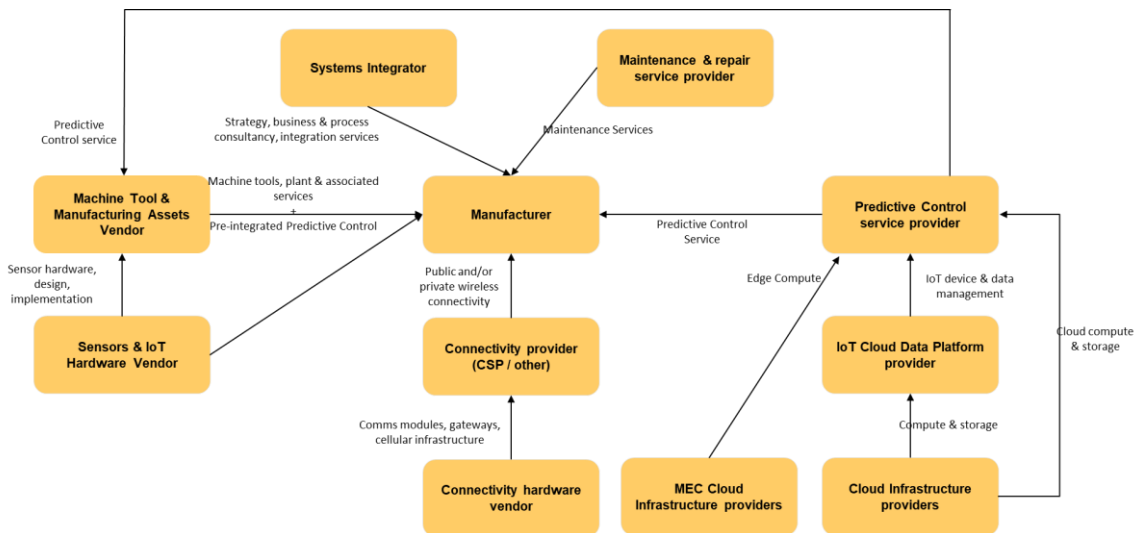 Systems Integrator
Maintenance & repair
service provider
Predictive
Control service
Strategy, business & process
consultancy, integration services
Maintenance Services
Machine Tool &
Manufacturing Assets
Vendor
Machine tools, plant & associated
services
+
Pre-integrated Predictive Control
Manufacturer
Predictive Control
Service
Predictive Control
service provider
Sensor hardware,
design,
implementation
Public and/or
private wireless
connectivity
Edge Compute
IoT device & data
management
Cloud compute
& storage
Sensors & IoT
Hardware Vendor
Connectivity provider
(CSP / other)
IoT Cloud Data Platform
provider
Comms modules, gateways,
cellular infrastructure
Compute & storage
Connectivity hardware
vendor
MEC Cloud
Infrastructure providers
Cloud Infrastructure
providers